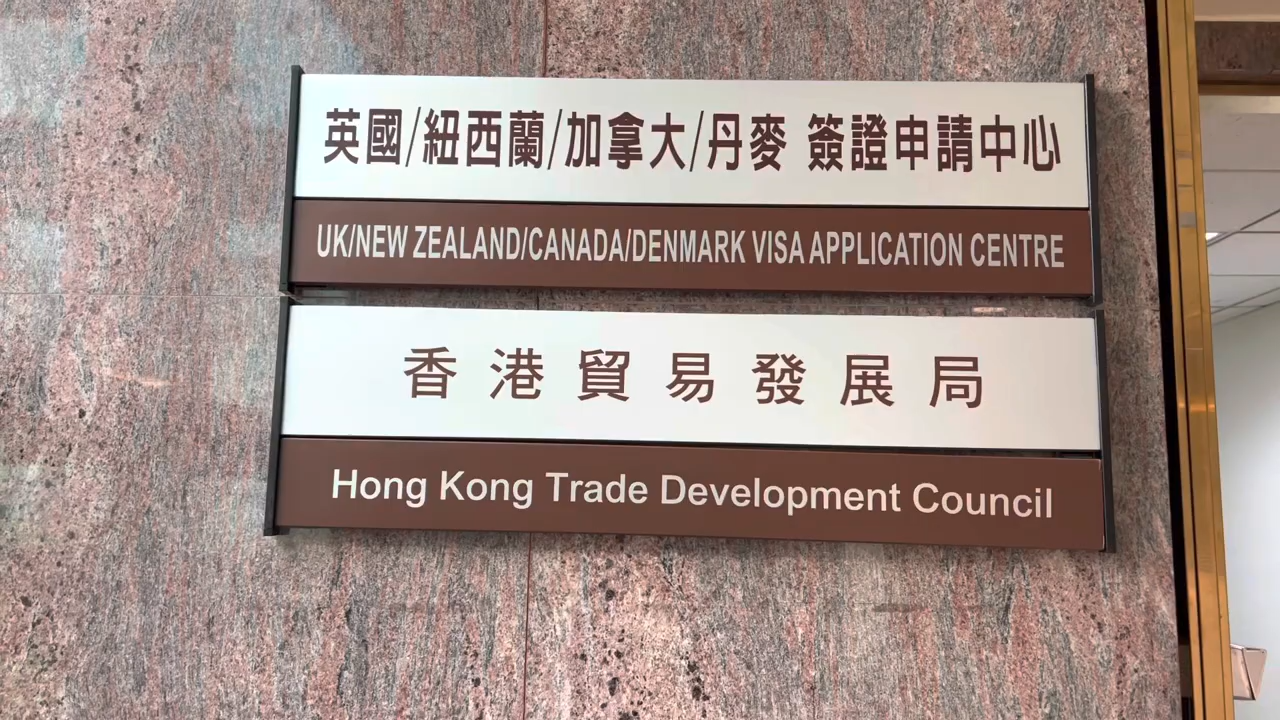 英國/紐西蘭/加拿大/丹麥 簽證申請中心
UK/NEW ZEALAND/CANADA/DENMARK VISA APPLICATION CENTRE
香港貿易發展局
Hong Kong Trade Development Council